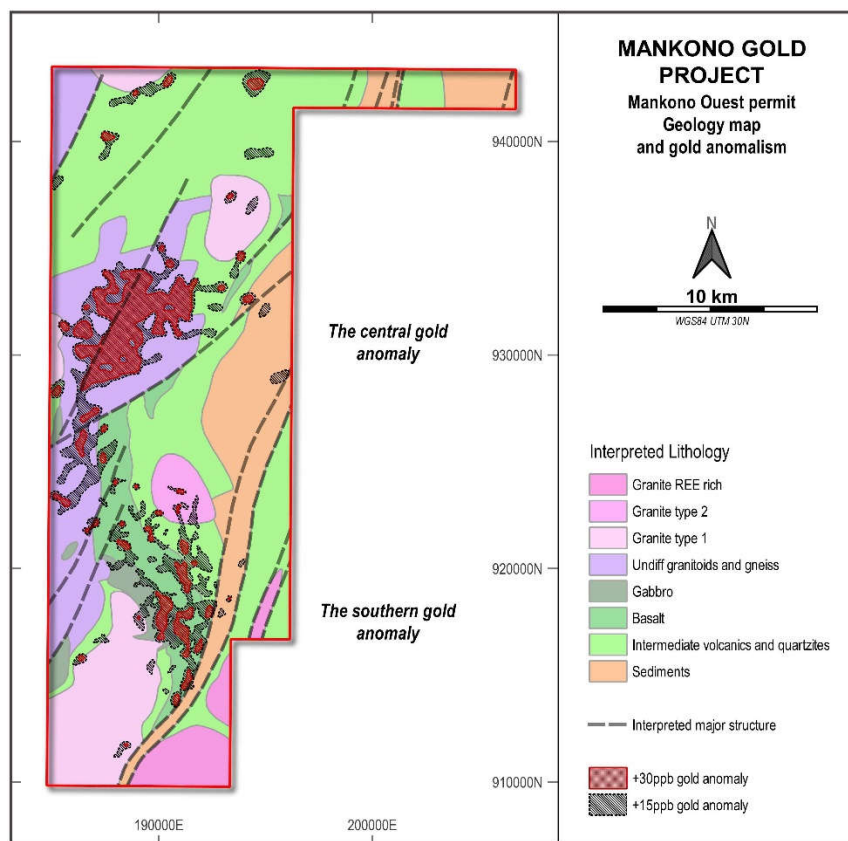 MANKONO GOLD
PROJECT
Mankono Ouest permit
Geology map
and gold anomalism
N
10 km
WGS84 UTM 30N
940000N
The central gold
anomaly
930000N
Interpreted Lithology
Granite REE rich
Granite type 2
Granite type 1
Undiff granitoids and gneiss
Gabbro
Basalt
Intermediate volcanics and quartzites
Sediments
920000N
The southern gold
anomaly
Interpreted major structure
+30ppb gold anomaly
+15ppb gold anomaly
910000N
190000E
200000E